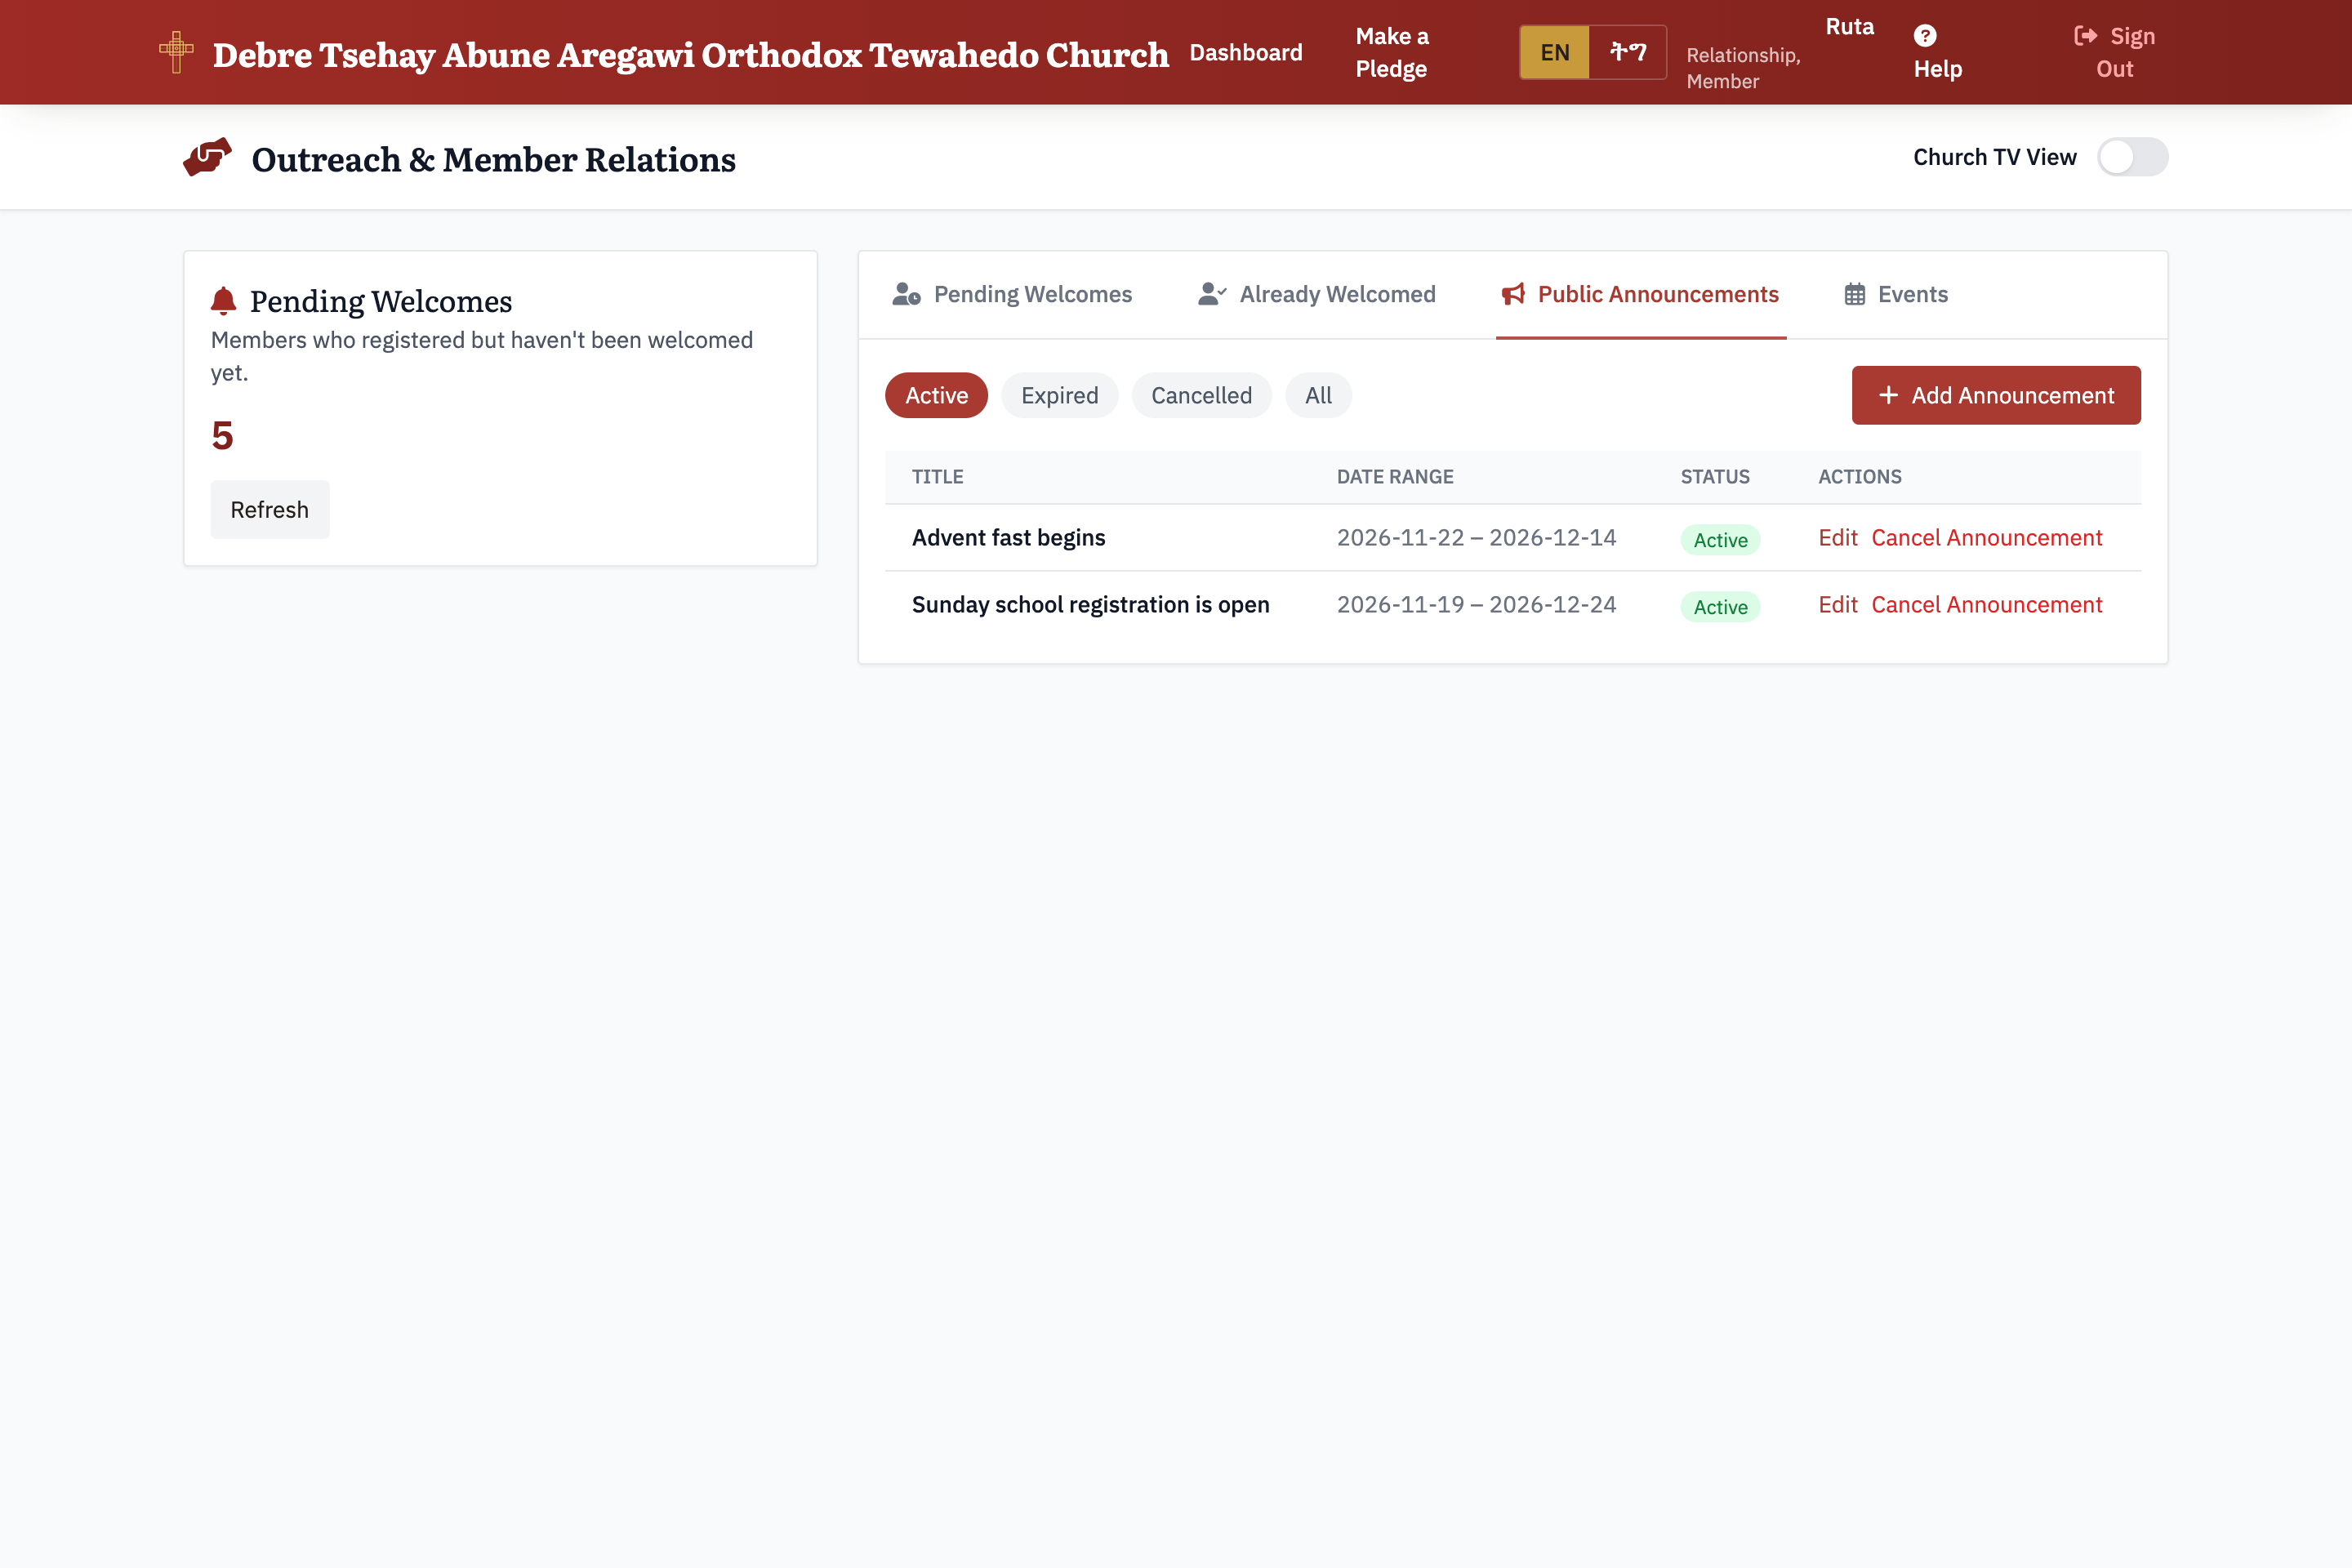 Debre Tsehay Abune Aregawi Orthodox Tewahedo Church
Dashboard
Make a
Pledge
EN
ትግ
Relationship,
Member
Ruta
Help
Sign
Out
Outreach & Member Relations
Church TV View
Pending Welcomes
Members who registered but haven't been welcomed
yet.
5
Refresh
Pending Welcomes
Already Welcomed
Public Announcements
Events
Active
Expired
Cancelled
All
+ Add Announcement
TITLE DATE RANGE STATUS ACTIONS
Advent fast begins 2026-11-22 – 2026-12-14 Active Edit Cancel Announcement
Sunday school registration is open 2026-11-19 – 2026-12-24 Active Edit Cancel Announcement